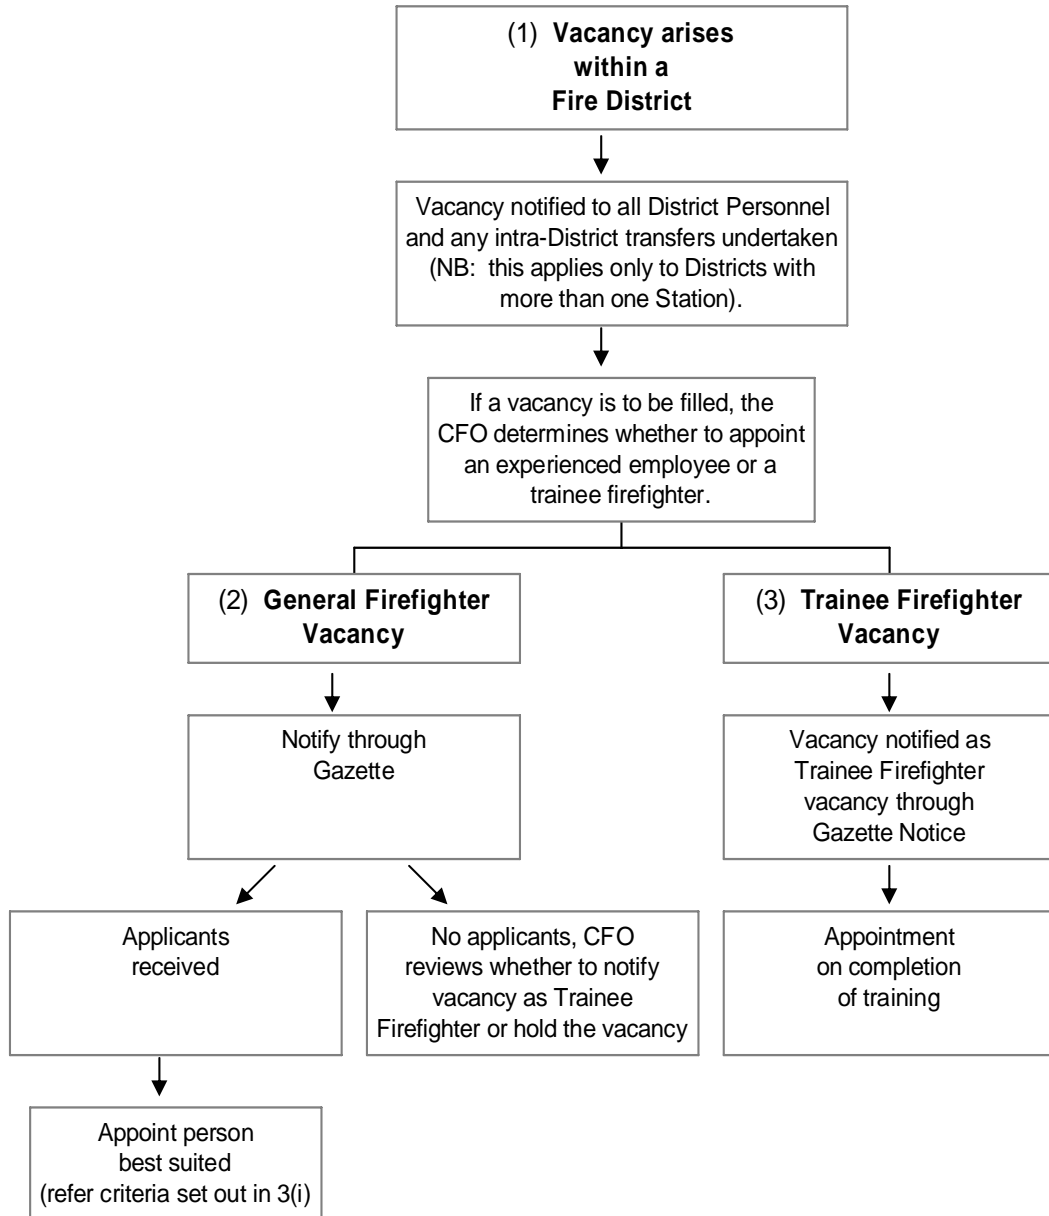 (1) Vacancy arises
within a
Fire District
Vacancy notified to all District Personnel
and any intra-District transfers undertaken
(NB: this applies only to Districts with
more than one Station).
If a vacancy is to be filled, the
CFO determines whether to appoint
an experienced employee or a
trainee firefighter.
(2) General Firefighter
Vacancy
(3) Trainee Firefighter
Vacancy
Notify through
Gazette
Vacancy notified as
Trainee Firefighter
vacancy through
Gazette Notice
Applicants
received
No applicants, CFO
reviews whether to notify
vacancy as Trainee
Firefighter or hold the vacancy
Appointment
on completion
of training
Appoint person
best suited
(refer criteria set out in 3(i)